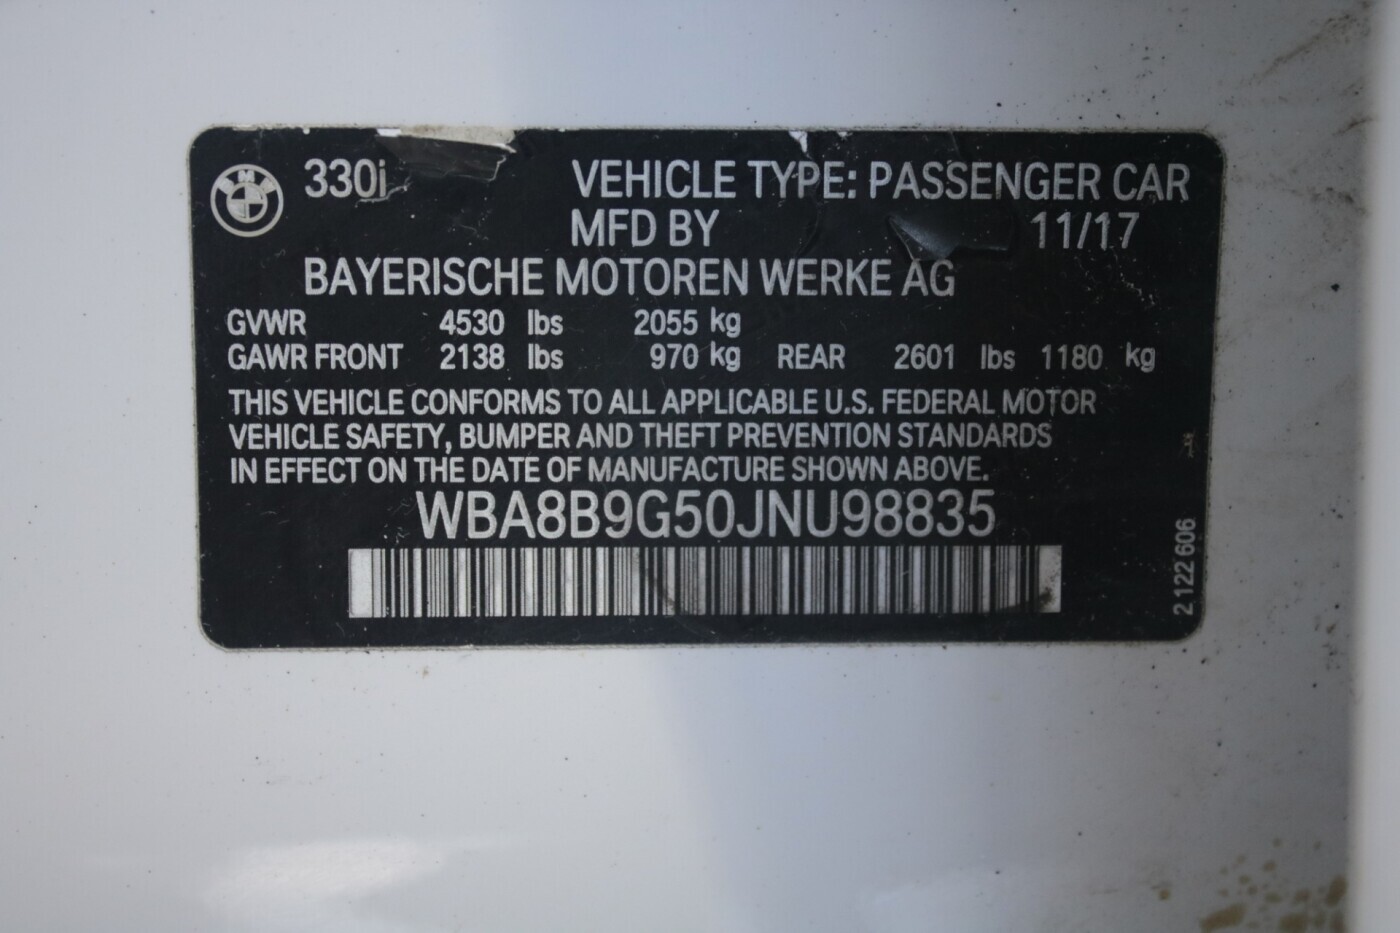 BMW 330i VEHICLE TYPE: PASSENGER CAR
MFD BY 11/17
BAYERISCHE MOTOREN WERKE AG
GVWR 4530 lbs 2055 kg
GAWR FRONT 2138 lbs 970 kg REAR 2601 lbs 1180 kg
THIS VEHICLE CONFORMS TO ALL APPLICABLE U.S. FEDERAL MOTOR
VEHICLE SAFETY, BUMPER AND THEFT PREVENTION STANDARDS
IN EFFECT ON THE DATE OF MANUFACTURE SHOWN ABOVE.
WBA8B9G50JNU98835
2 122 606